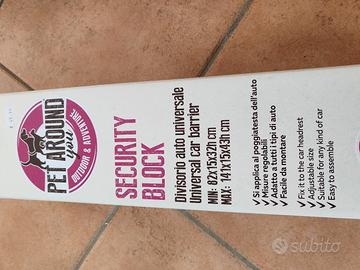 PET AROUND
you
OUTDOOR & ADVENTURE
SECURITY
BLOCK
Divisorio auto universale
Universal Car barrier
MIN: 82x15x32h cm
MAX: 141x15x43h cm
✓ Si applica al poggiatesta dell'auto
✓ Misure regolabili
✓ Adatto a tutti i tipi di auto
✓ Facile da montare
✓ Fix it to the car headrest
✓ Adjustable size
✓ Suitable for any kind of car
✓ Easy to assemble
subito